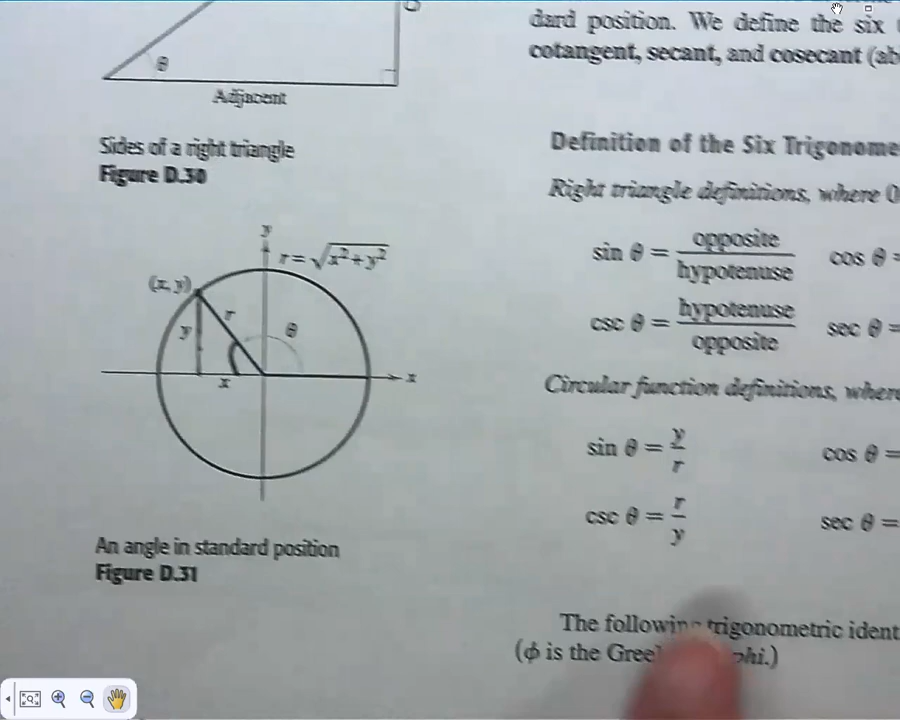 θ
Adjacent
Sides of a right triangle
Figure D.30
y
r = √x² + y²
(x, y)
r
y
θ
x
x
An angle in standard position
Figure D.31
dard position. We define the six
cotangent, secant, and cosecant (ab
Definition of the Six Trigonome
Right triangle definitions, where 0
sin θ = opposite / hypotenuse cos θ =
csc θ = hypotenuse / opposite sec θ =
Circular function definitions, where
sin θ = y / r cos θ =
csc θ = r / y sec θ =
The following trigonometric ident
(ϕ is the Gree phi.)